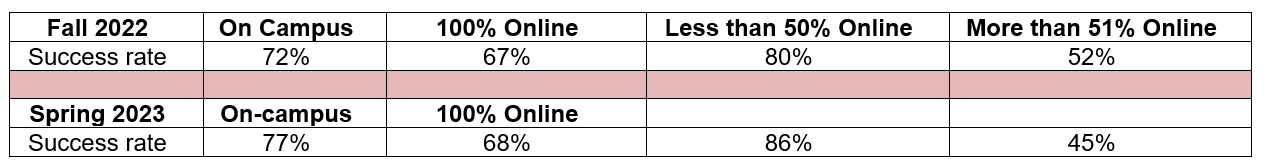 Fall 2022 On Campus 100% Online Less than 50% Online More than 51% Online
Success rate 72% 67% 80% 52%
Spring 2023 On-campus 100% Online
Success rate 77% 68% 86% 45%